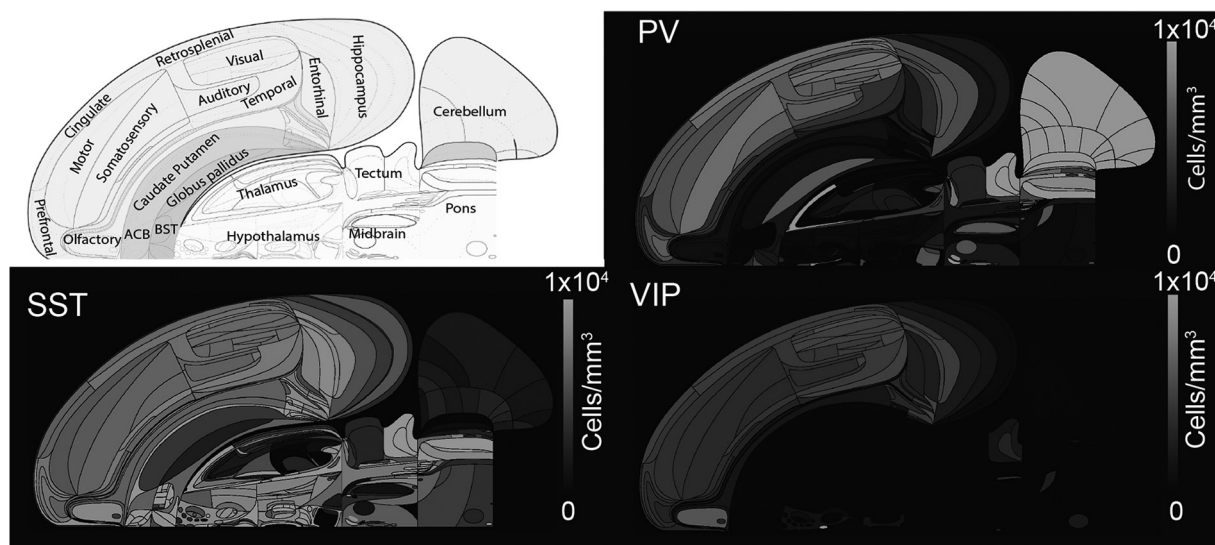 Retrosplenial
Visual
Cingulate
Auditory
Temporal
Entorhinal
Hippocampus
Motor
Somatosensory
Cerebellum
Caudate Putamen
Globus pallidus
Thalamus
Tectum
Prefrontal
Olfactory
ACB
BST
Hypothalamus
Midbrain
Pons
PV
1x10⁴
Cells/mm³
0
SST
1x10⁴
Cells/mm³
0
VIP
1x10⁴
Cells/mm³
0